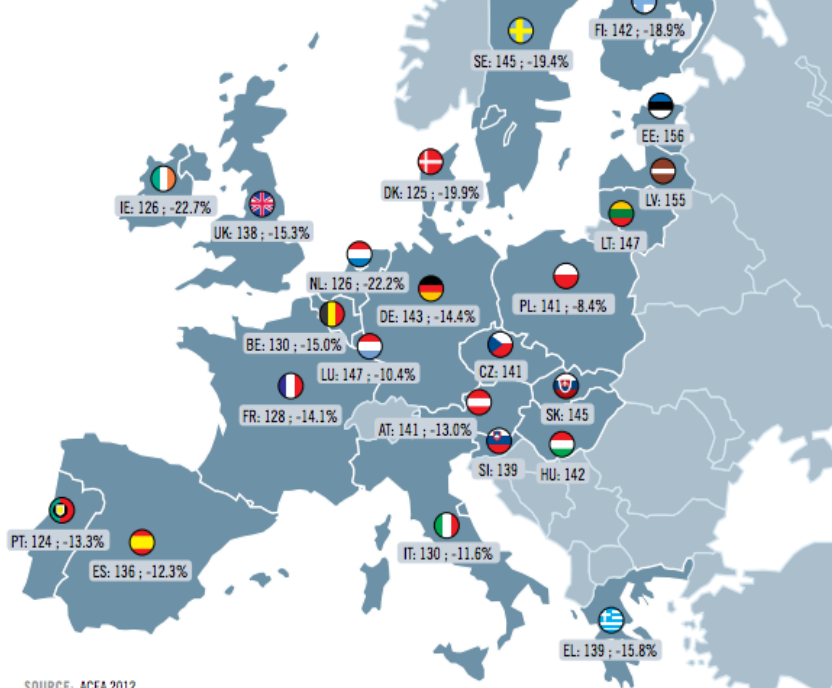 FI: 142 ; -18.9%
SE: 145 ; -19.4%
EE: 156
DK: 125 ; -19.9%
LV: 155
IE: 126 ; -22.7%
UK: 138 ; -15.3%
LT: 147
NL: 126 ; -22.2%
PL: 141 ; -8.4%
DE: 143 ; -14.4%
BE: 130 ; -15.0%
LU: 147 ; -10.4%
CZ: 141
FR: 128 ; -14.1%
SK: 145
AT: 141 ; -13.0%
SI: 139
HU: 142
PT: 124 ; -13.3%
IT: 130 ; -11.6%
ES: 136 ; -12.3%
EL: 139 ; -15.8%
SOURCE: ACEA 2012